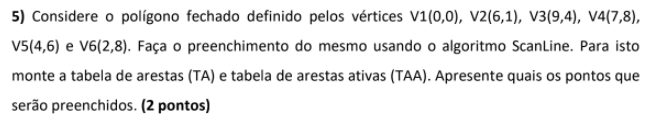 5) Considere o polígono fechado definido pelos vértices V1(0,0), V2(6,1), V3(9,4), V4(7,8),
V5(4,6) e V6(2,8). Faça o preenchimento do mesmo usando o algoritmo ScanLine. Para isto
monte a tabela de arestas (TA) e tabela de arestas ativas (TAA). Apresente quais os pontos que
serão preenchidos. (2 pontos)